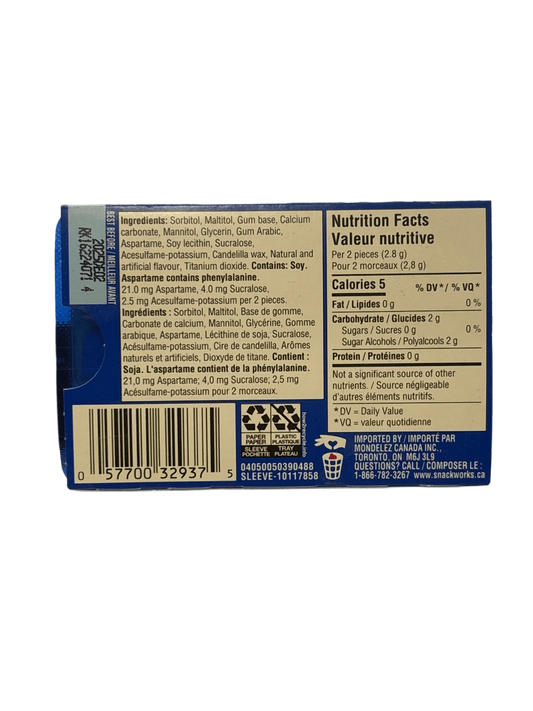 BEST BEFORE / MEILLEUR AVANT
2025FE02
RK16224071 4
Ingredients: Sorbitol, Maltitol, Gum base, Calcium
carbonate, Mannitol, Glycerin, Gum Arabic,
Aspartame, Soy lecithin, Sucralose,
Acesulfame-potassium, Candelilla wax, Natural and
artificial flavour, Titanium dioxide. Contains: Soy.
Aspartame contains phenylalanine.
21.0 mg Aspartame, 4.0 mg Sucralose,
2.5 mg Acesulfame-potassium per 2 pieces.
Ingrédients : Sorbitol, Maltitol, Base de gomme,
Carbonate de calcium, Mannitol, Glycérine, Gomme
arabique, Aspartame, Lécithine de soja, Sucralose,
Acésulfame-potassium, Cire de candelilla, Arômes
naturels et artificiels, Dioxyde de titane. Contient :
Soja. L'aspartame contient de la phénylalanine.
21,0 mg Aspartame; 4,0 mg Sucralose; 2,5 mg
Acésulfame-potassium pour 2 morceaux.
Nutrition Facts
Valeur nutritive
Per 2 pieces (2.8 g)
Pour 2 morceaux (2,8 g)
Calories 5 % DV* / % VQ*
Fat / Lipides 0 g 0 %
Carbohydrate / Glucides 2 g
Sugars / Sucres 0 g 0 %
Sugar Alcohols / Polyalcools 2 g
Protein / Protéines 0 g
Not a significant source of other
nutrients. / Source négligeable
d'autres éléments nutritifs.
*DV = Daily Value
*VQ = valeur quotidienne
0 57700 32937 5
PAPER
PAPIER
SLEEVE
POCHETTE
PLASTIC
PLASTIQUE
TRAY
PLATEAU
how2recycle.info
04050050390488
SLEEVE-10117858
IMPORTED BY / IMPORTÉ PAR
MONDELEZ CANADA INC.,
TORONTO, ON M6J 3L9
QUESTIONS? CALL / COMPOSER LE :
1-866-782-3267 www.snackworks.ca